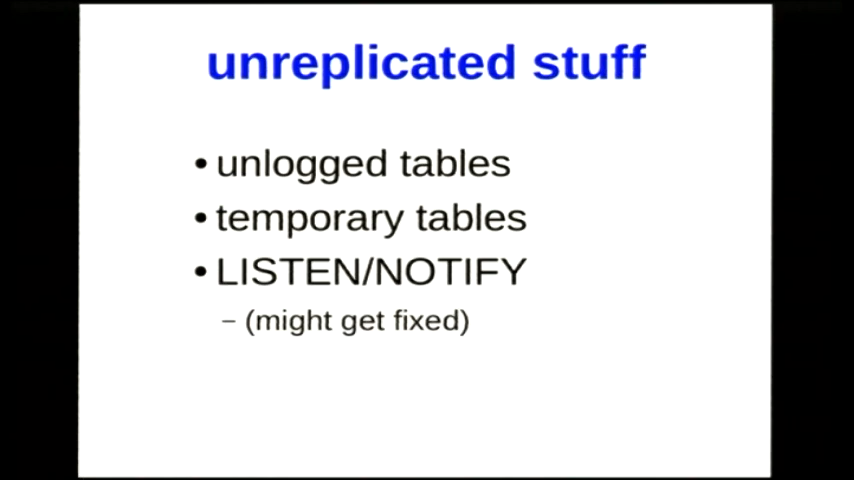 unreplicated stuff
• unlogged tables
• temporary tables
• LISTEN/NOTIFY
– (might get fixed)